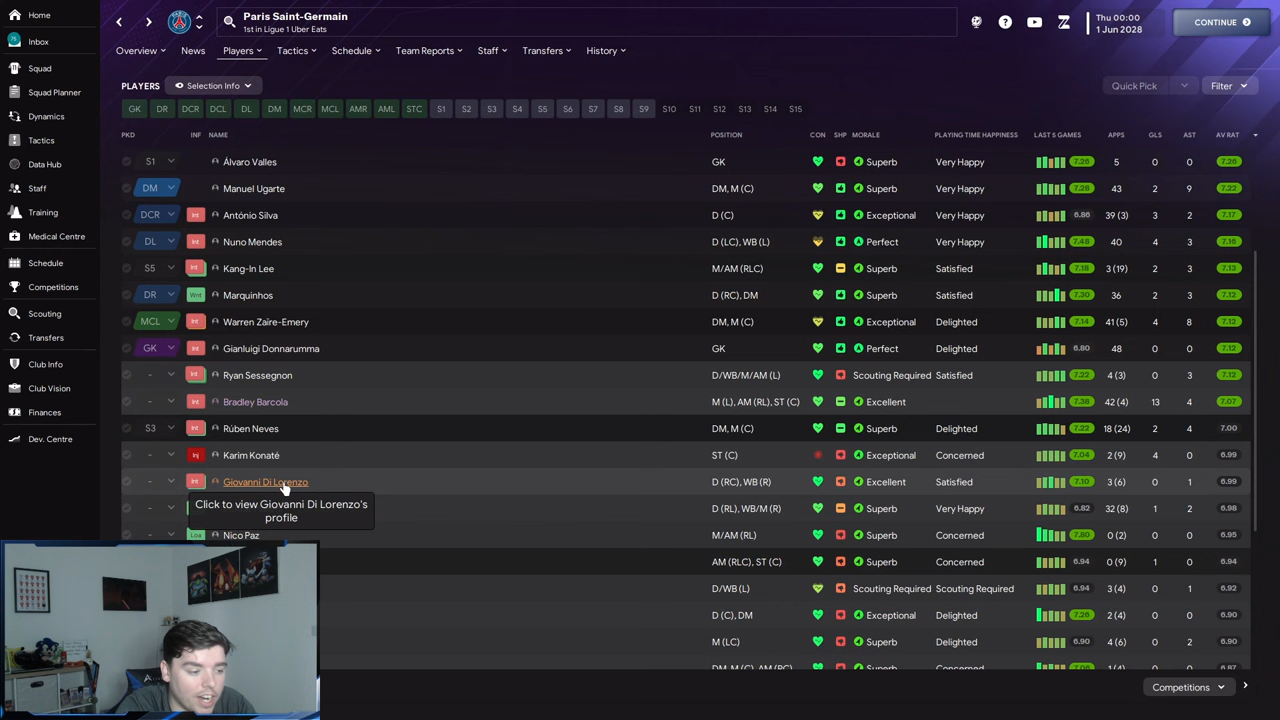 Home
Paris Saint-Germain
1st in Ligue 1 Uber Eats
Thu 00:00
1 Jun 2028
CONTINUE
75
Inbox
Overview
News
Players
Tactics
Schedule
Team Reports
Staff
Transfers
History
Squad
Squad Planner
Dynamics
Tactics
Data Hub
Staff
Training
Medical Centre
Schedule
Competitions
Scouting
Transfers
Club Info
Club Vision
Finances
Dev. Centre
PLAYERS
Selection Info
Quick Pick
Filter
GK DR DCR DCL DL DM MCR MCL AMR AML STC S1 S2 S3 S4 S5 S6 S7 S8 S9 S10 S11 S12 S13 S14 S15
PKD INF NAME POSITION CON SHP MORALE PLAYING TIME HAPPINESS LAST 5 GAMES APPS GLS AST AV RAT
S1 Álvaro Valles GK Superb Very Happy 7.26 5 0 0 7.26
DM Manuel Ugarte DM, M (C) Superb Very Happy 7.28 43 2 9 7.22
DCR Int António Silva D (C) Exceptional Very Happy 6.86 39 (3) 3 2 7.17
DL Int Nuno Mendes D (LC), WB (L) Perfect Very Happy 7.48 40 4 3 7.16
S5 Int Kang-In Lee M/AM (RLC) Superb Satisfied 7.18 3 (19) 2 3 7.13
DR Wnt Marquinhos D (RC), DM Superb Satisfied 7.30 36 2 3 7.12
MCL Int Warren Zaïre-Emery DM, M (C) Exceptional Delighted 7.14 41 (5) 4 8 7.12
GK Int Gianluigi Donnarumma GK Perfect Delighted 6.80 48 0 0 7.12
- Int Ryan Sessegnon D/WB/M/AM (L) Scouting Required Satisfied 7.22 4 (3) 0 3 7.12
- Int Bradley Barcola M (L), AM (RL), ST (C) Excellent 7.38 42 (4) 13 4 7.07
S3 Int Rúben Neves DM, M (C) Superb Delighted 7.22 18 (24) 2 4 7.00
- Inj Karim Konaté ST (C) Exceptional Concerned 7.04 2 (9) 4 0 6.99
- Int Giovanni Di Lorenzo D (RC), WB (R) Excellent Satisfied 7.10 3 (6) 0 1 6.99
Click to view Giovanni Di Lorenzo's
profile
- D (RL), WB/M (R) Superb Very Happy 6.82 32 (8) 1 2 6.98
- Loa Nico Paz M/AM (RL) Superb Concerned 7.80 0 (2) 0 0 6.95
AM (RLC), ST (C) Superb Concerned 6.94 0 (9) 1 0 6.94
D/WB (L) Scouting Required Scouting Required 6.94 3 (4) 0 1 6.92
D (C), DM Exceptional Delighted 7.26 2 (4) 0 0 6.90
M (LC) Superb Delighted 6.90 4 (6) 0 2 6.90
Superb Concerned
Competitions